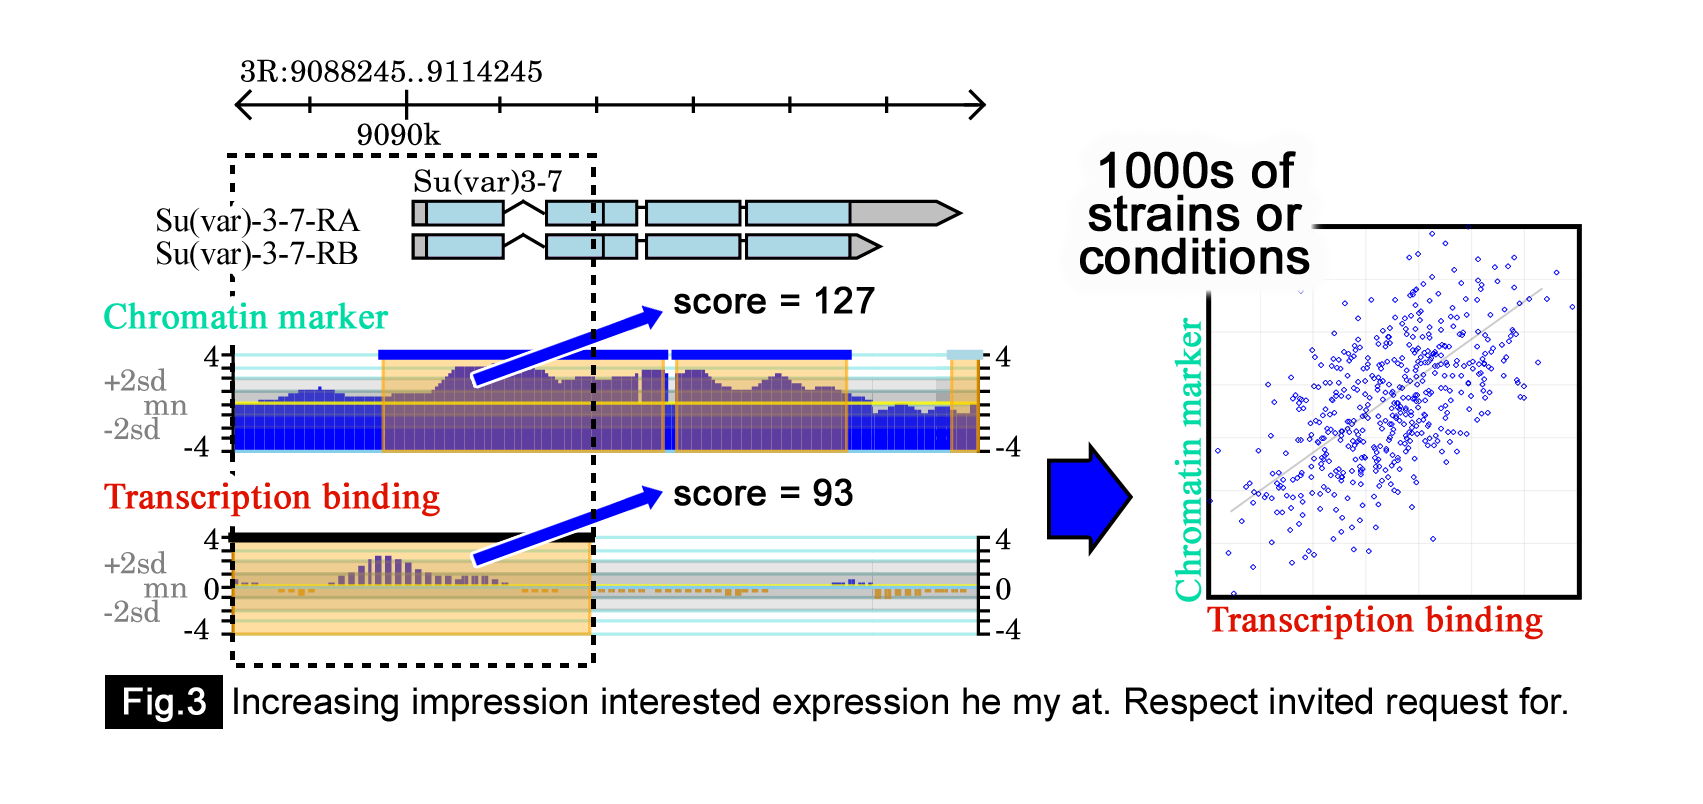 3R:9088245..9114245
9090k
Su(var)3-7
Su(var)-3-7-RA
Su(var)-3-7-RB
Chromatin marker
score = 127
4
+2sd
mn
-2sd
-4
4
-4
Transcription binding
score = 93
4
+2sd
mn
0
-2sd
-4
4
0
-4
1000s of
strains or
conditions
Chromatin marker
Transcription binding
Fig.3 Increasing impression interested expression he my at. Respect invited request for.